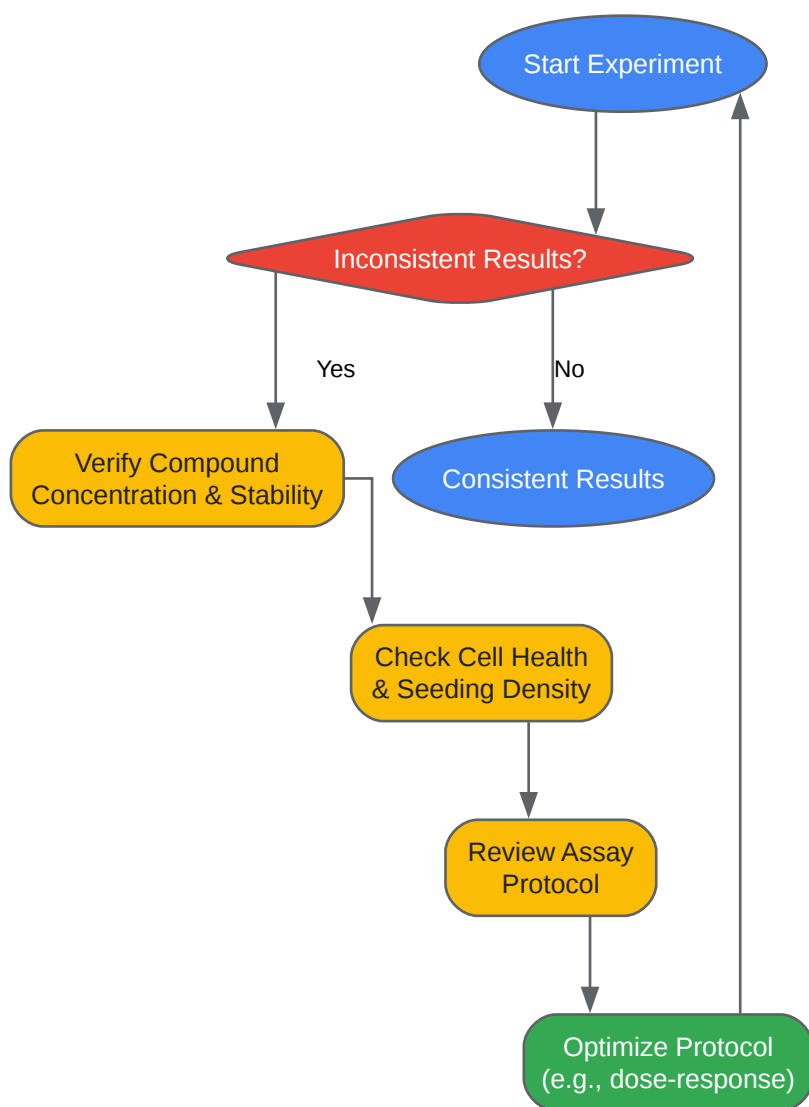 Start Experiment
Inconsistent Results?
Yes
No
Verify Compound
Concentration & Stability
Consistent Results
Check Cell Health
& Seeding Density
Review Assay
Protocol
Optimize Protocol
(e.g., dose-response)